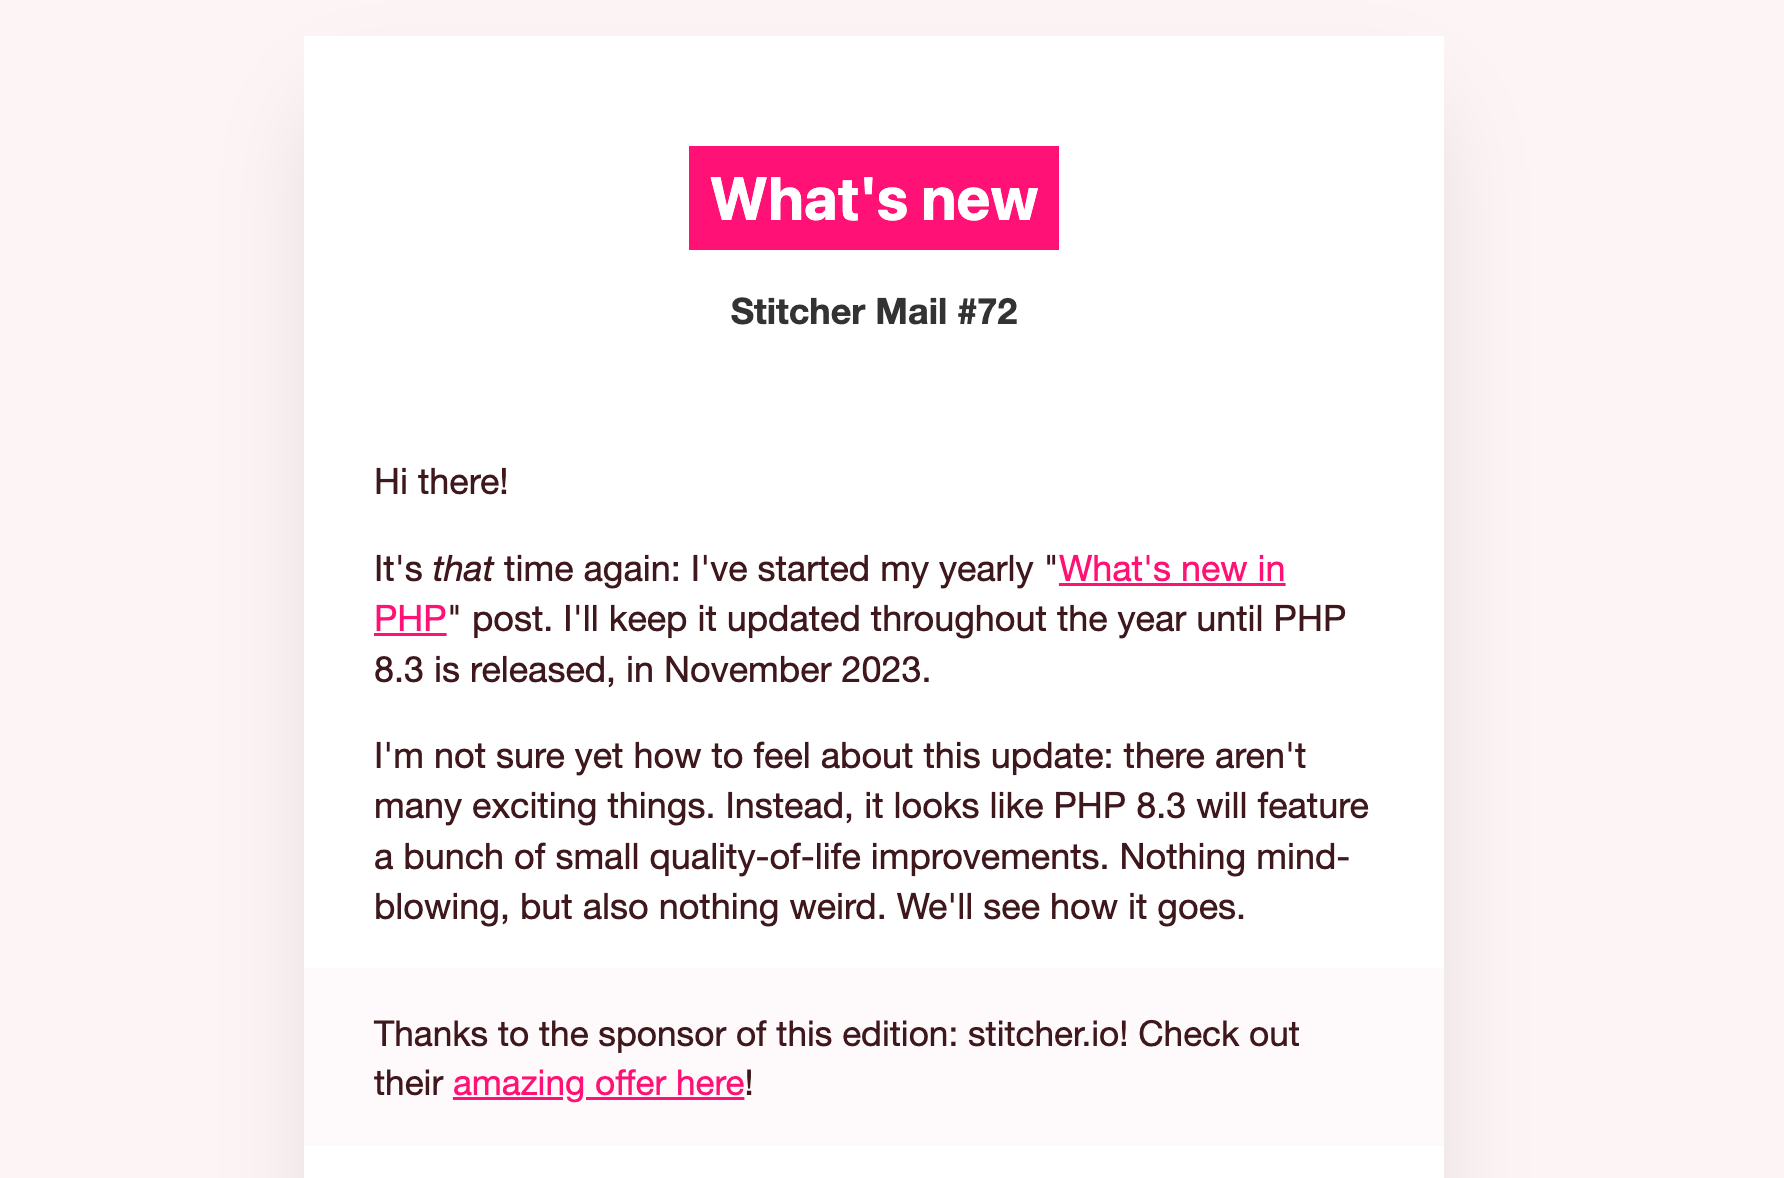 What's new
Stitcher Mail #72
Hi there!
It's that time again: I've started my yearly "What's new in
PHP" post. I'll keep it updated throughout the year until PHP
8.3 is released, in November 2023.
I'm not sure yet how to feel about this update: there aren't
many exciting things. Instead, it looks like PHP 8.3 will feature
a bunch of small quality-of-life improvements. Nothing mind-
blowing, but also nothing weird. We'll see how it goes.
Thanks to the sponsor of this edition: stitcher.io! Check out
their amazing offer here!